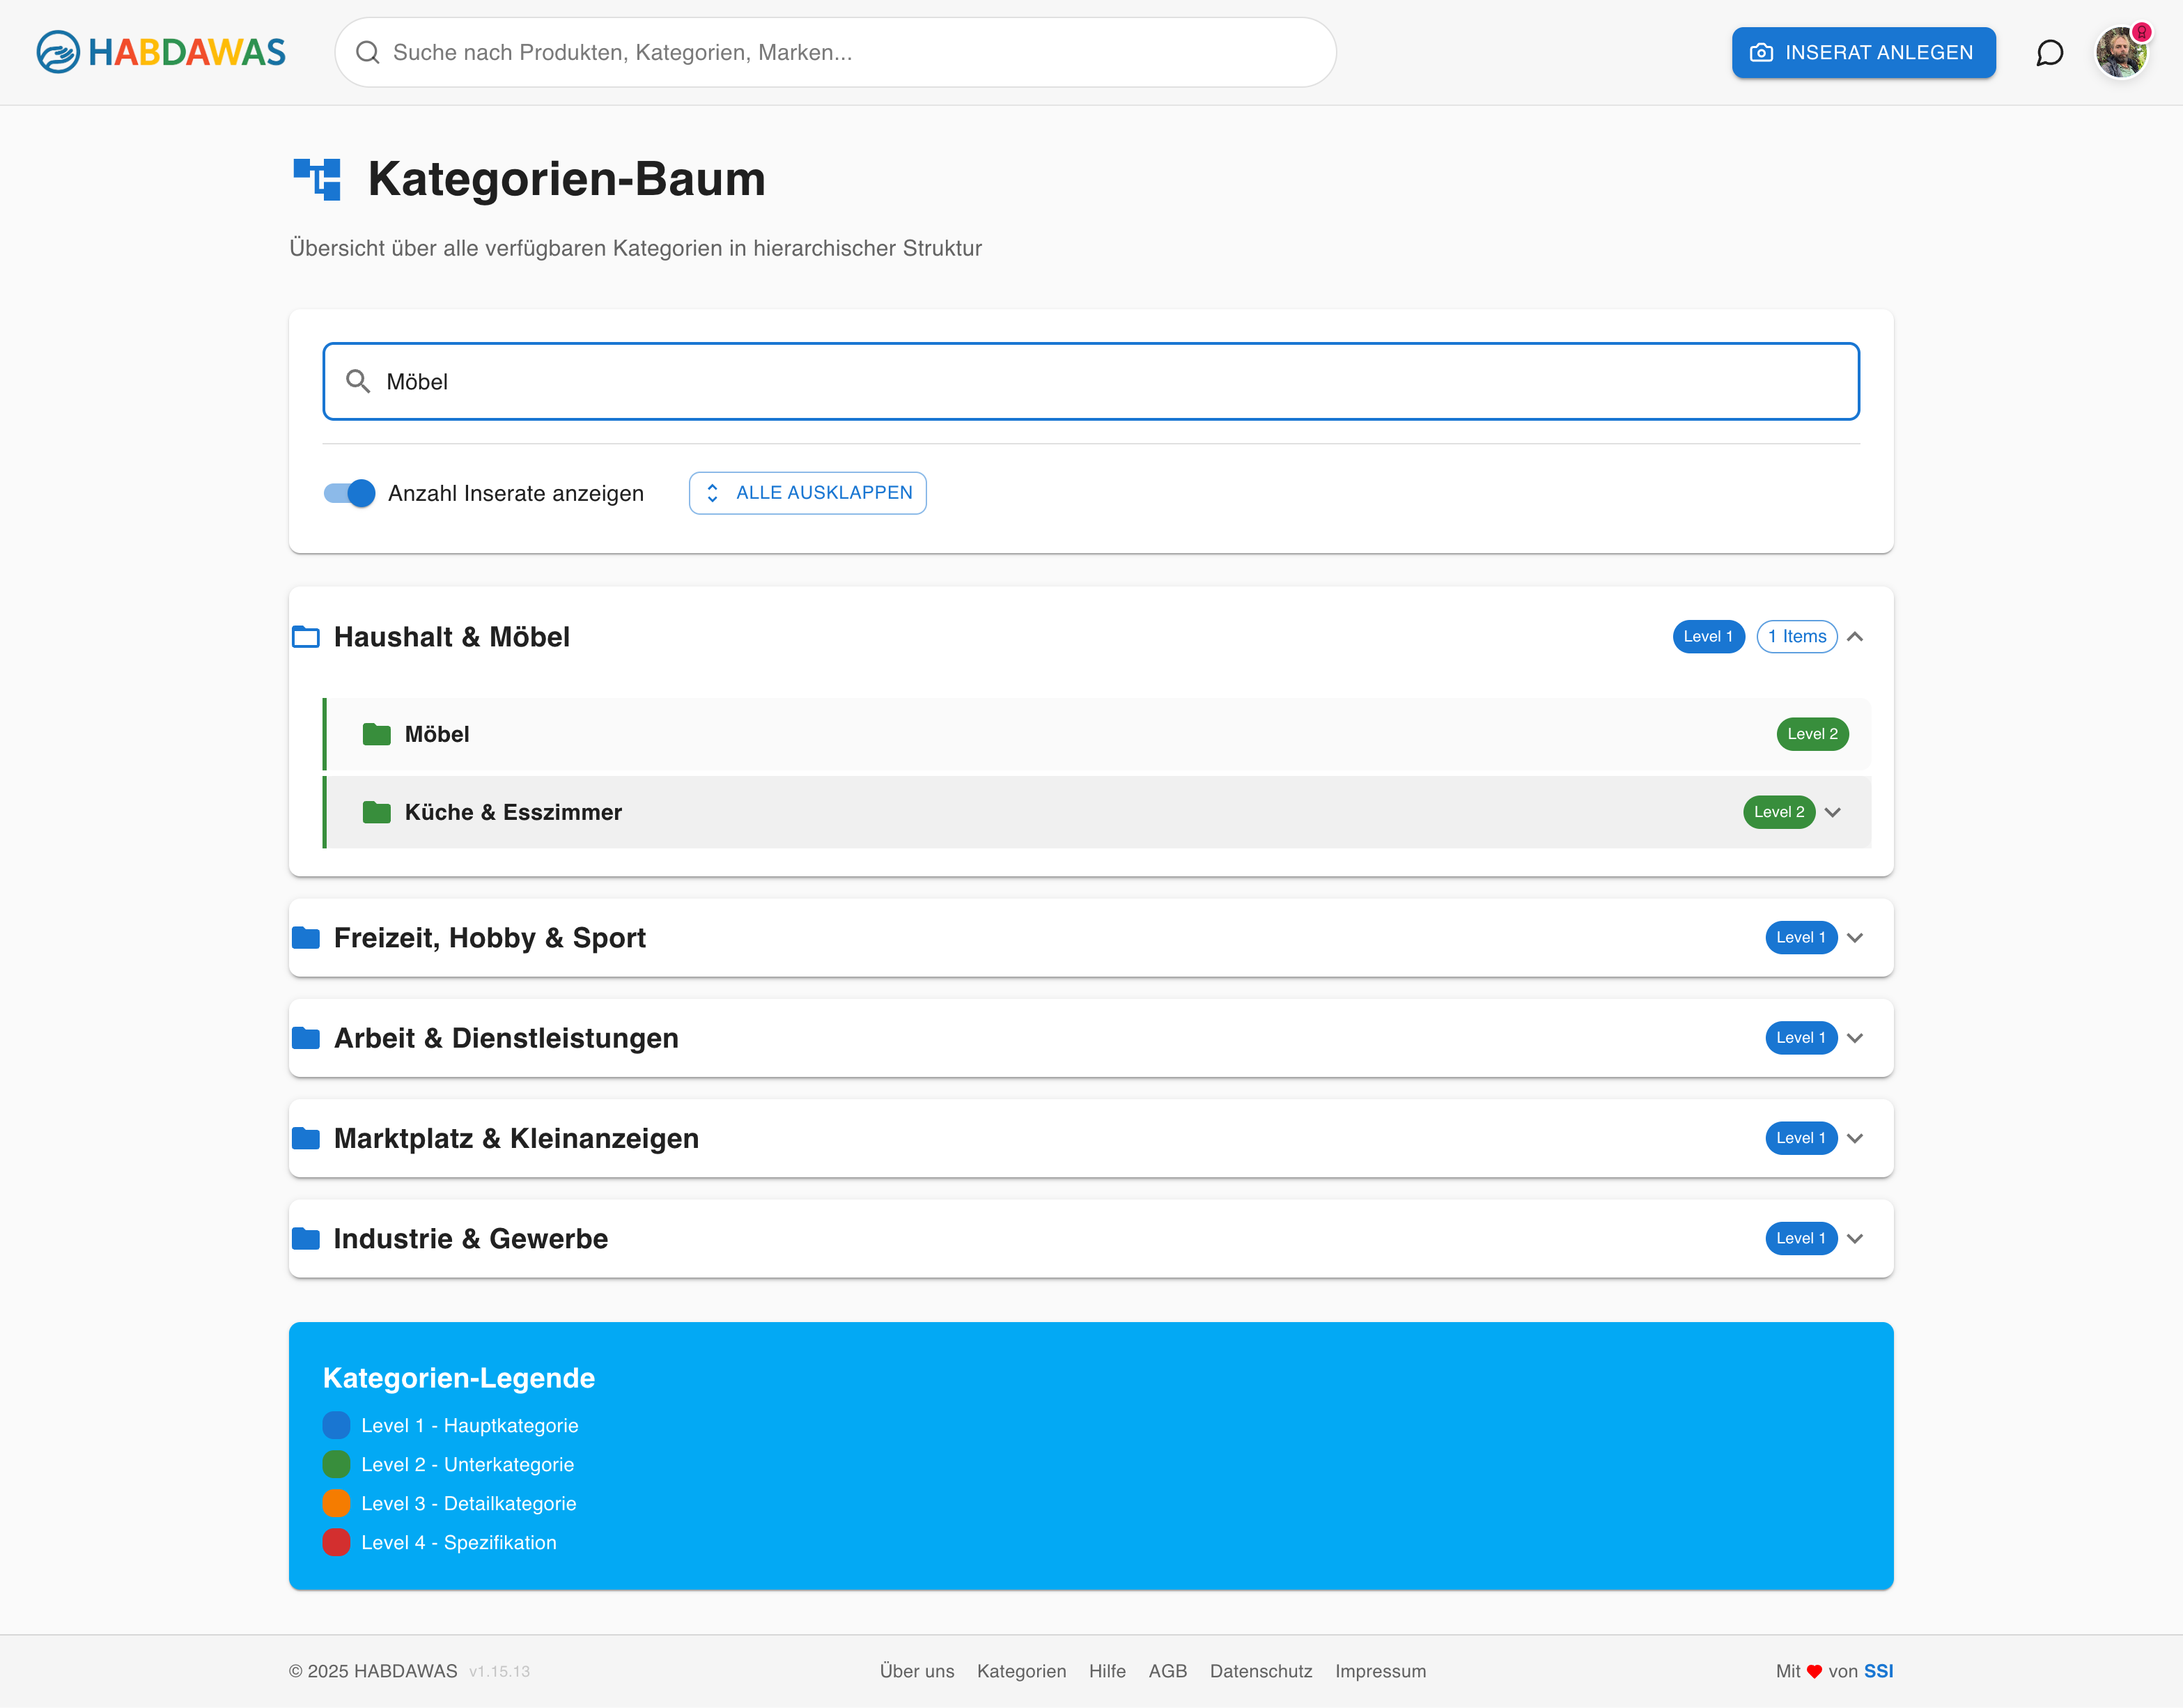 HABDAWAS
Suche nach Produkten, Kategorien, Marken...
INSERAT ANLEGEN
Kategorien-Baum
Übersicht über alle verfügbaren Kategorien in hierarchischer Struktur
Möbel
Anzahl Inserate anzeigen
ALLE AUSKLAPPEN
Haushalt & Möbel
Level 1
1 Items
Möbel
Level 2
Küche & Esszimmer
Level 2
Freizeit, Hobby & Sport
Level 1
Arbeit & Dienstleistungen
Level 1
Marktplatz & Kleinanzeigen
Level 1
Industrie & Gewerbe
Level 1
Kategorien-Legende
Level 1 - Hauptkategorie
Level 2 - Unterkategorie
Level 3 - Detailkategorie
Level 4 - Spezifikation
© 2025 HABDAWAS v1.15.13
Über uns Kategorien Hilfe AGB Datenschutz Impressum
Mit ❤ von SSI